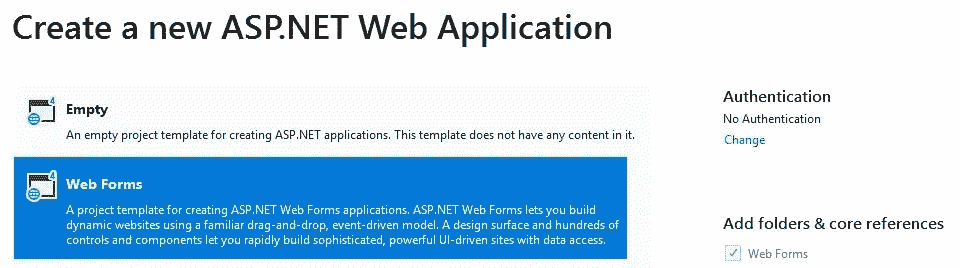 Create a new ASP.NET Web Application
Empty
An empty project template for creating ASP.NET applications. This template does not have any content in it.
Web Forms
A project template for creating ASP.NET Web Forms applications. ASP.NET Web Forms lets you build
dynamic websites using a familiar drag-and-drop, event-driven model. A design surface and hundreds of
controls and components let you rapidly build sophisticated, powerful UI-driven sites with data access.
Authentication
No Authentication
Change
Add folders & core references
Web Forms